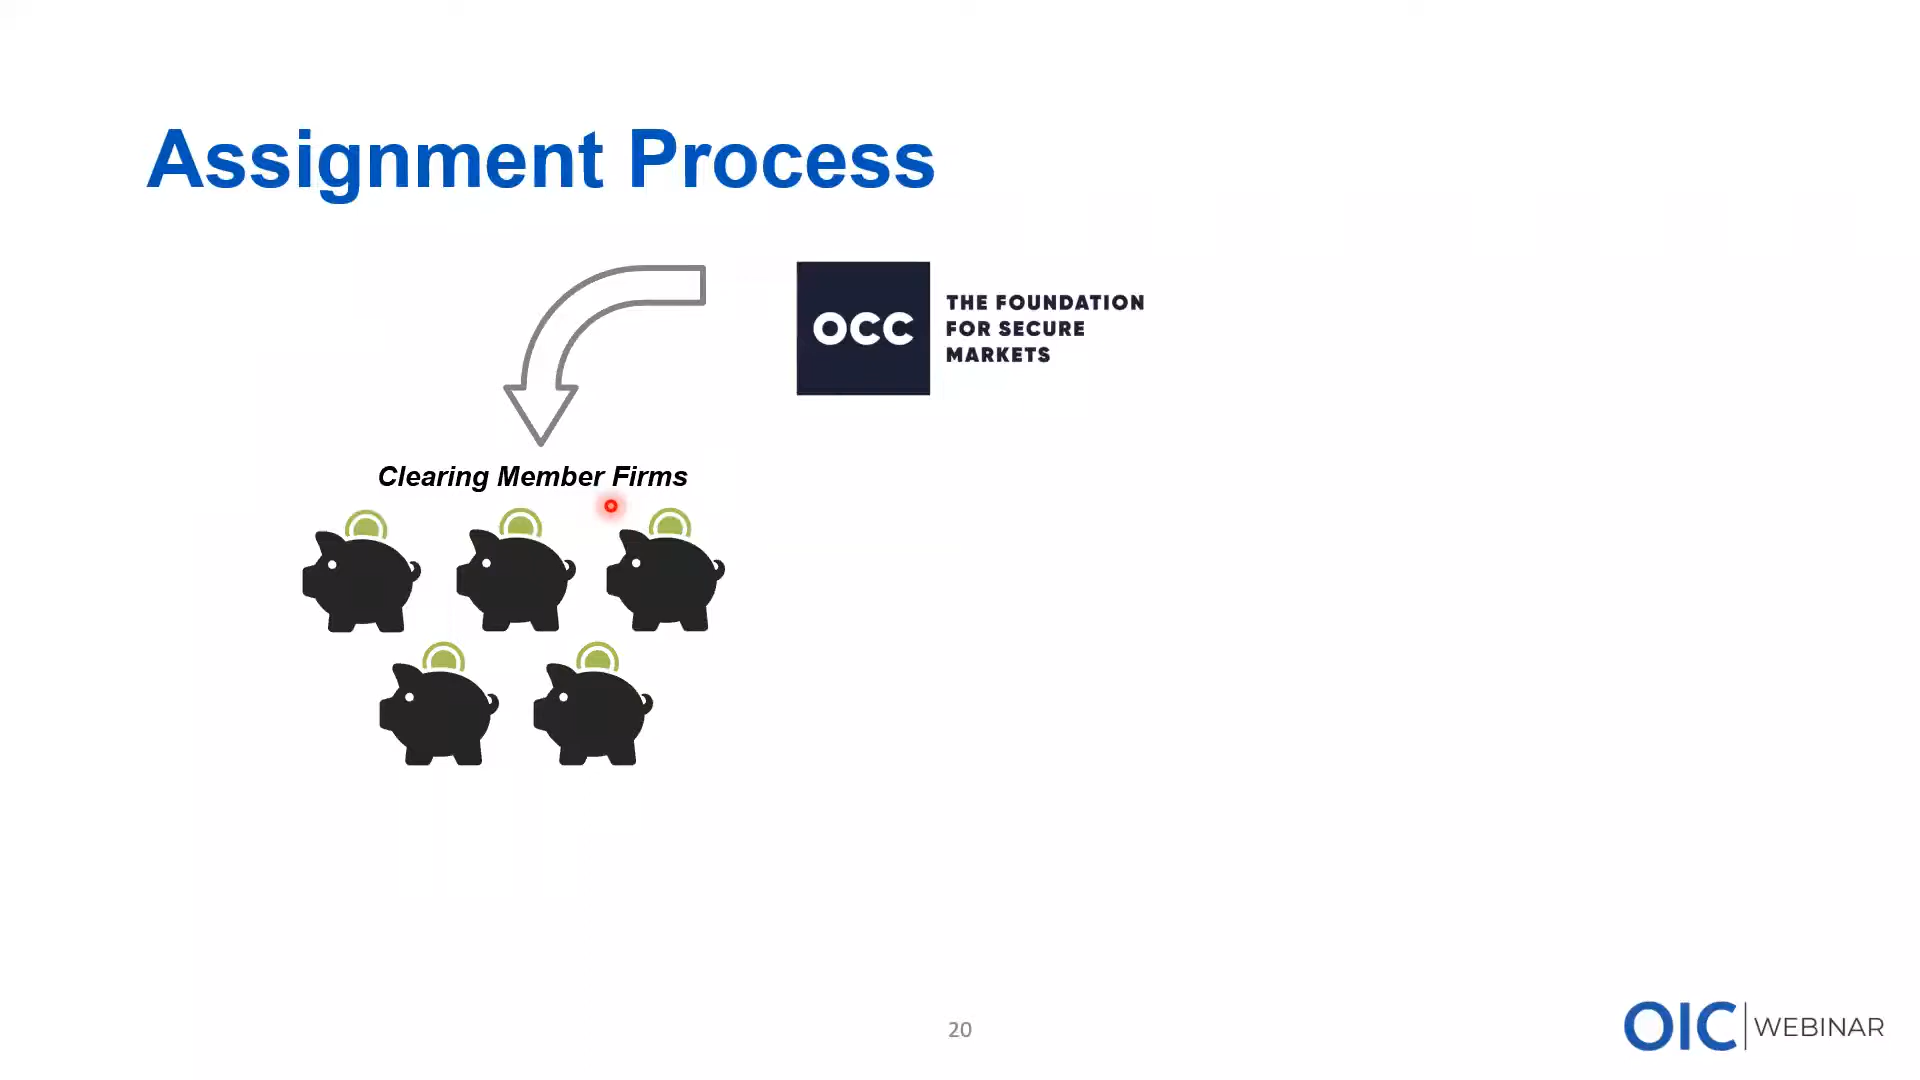 Assignment Process
OCC
THE FOUNDATION
FOR SECURE
MARKETS
Clearing Member Firms
20
OIC WEBINAR